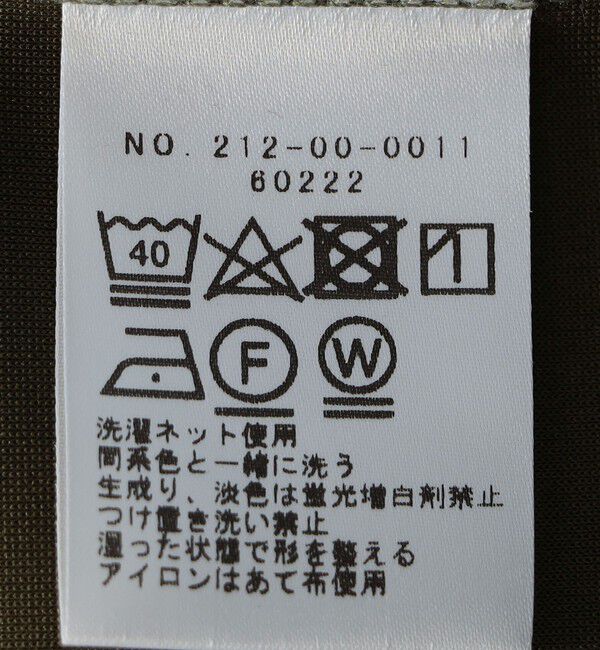 NO. 212-00-0011
60222
40
F W
洗濯ネット使用
同系色と一緒に洗う
生成り、淡色は蛍光増白剤禁止
つけ置き洗い禁止
湿った状態で形を整える
アイロンはあて布使用